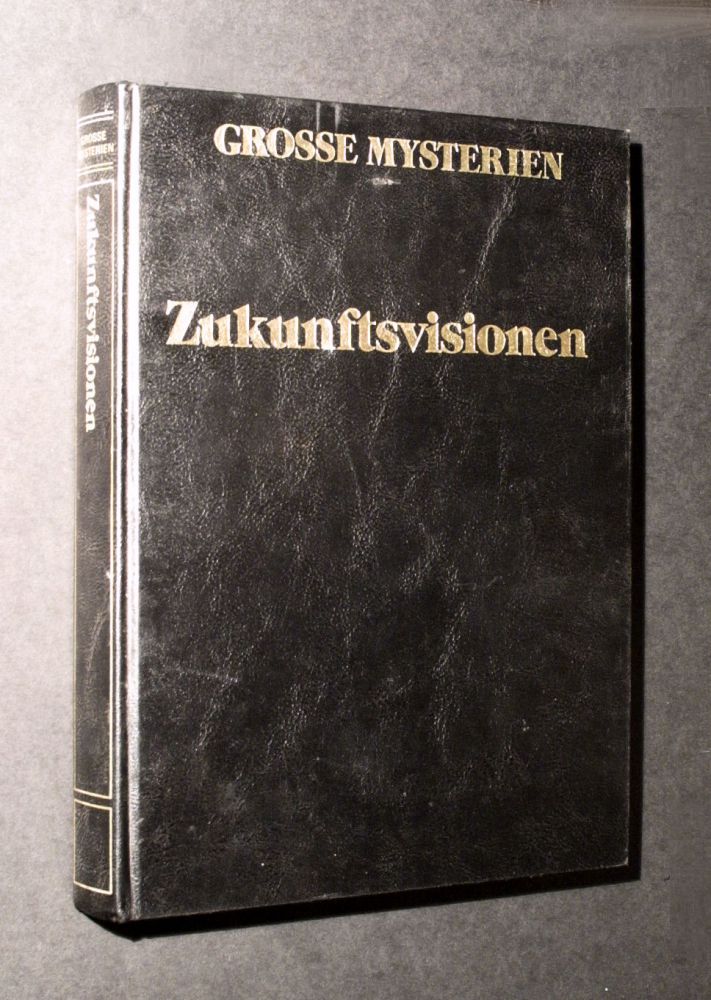 GROSSE MYSTERIEN
Zukunftsvisionen
GROSSE
MYSTERIEN
Zukunftsvisionen